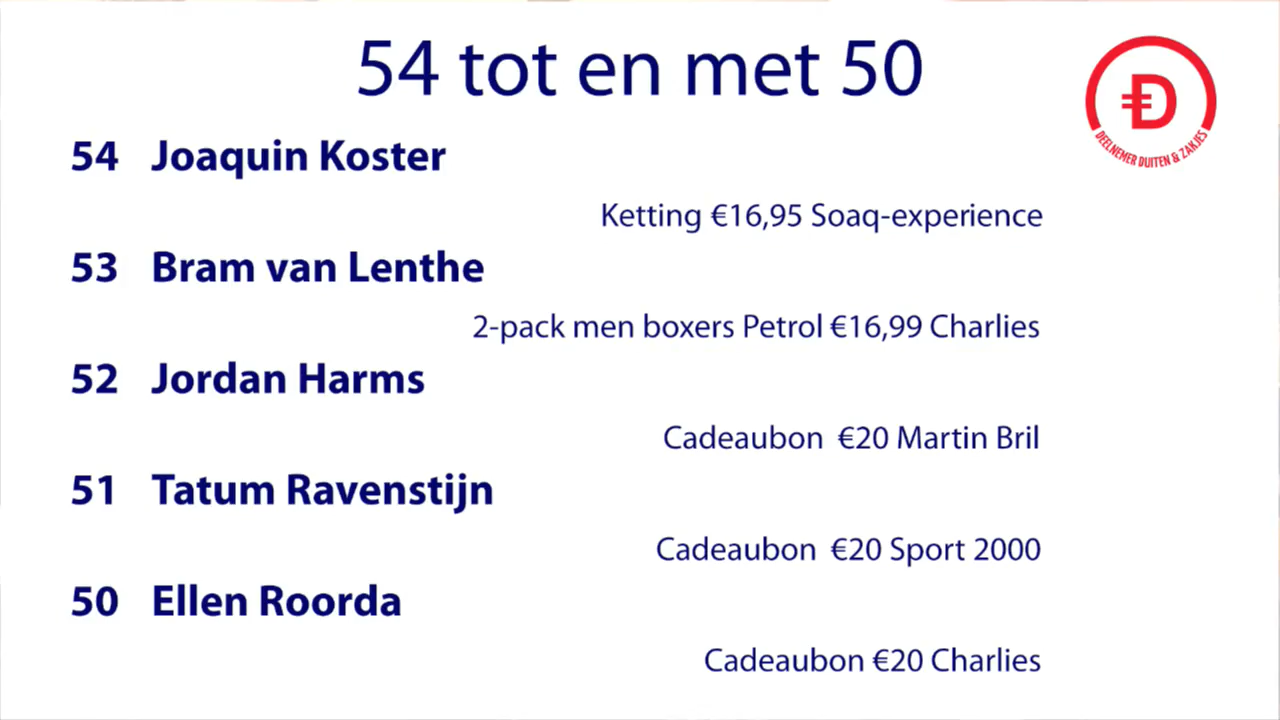 54 tot en met 50
DEELNEMER DUITEN & ZAKJES
54 Joaquin Koster
Ketting €16,95 Soaq-experience
53 Bram van Lenthe
2-pack men boxers Petrol €16,99 Charlies
52 Jordan Harms
Cadeaubon €20 Martin Bril
51 Tatum Ravenstijn
Cadeaubon €20 Sport 2000
50 Ellen Roorda
Cadeaubon €20 Charlies